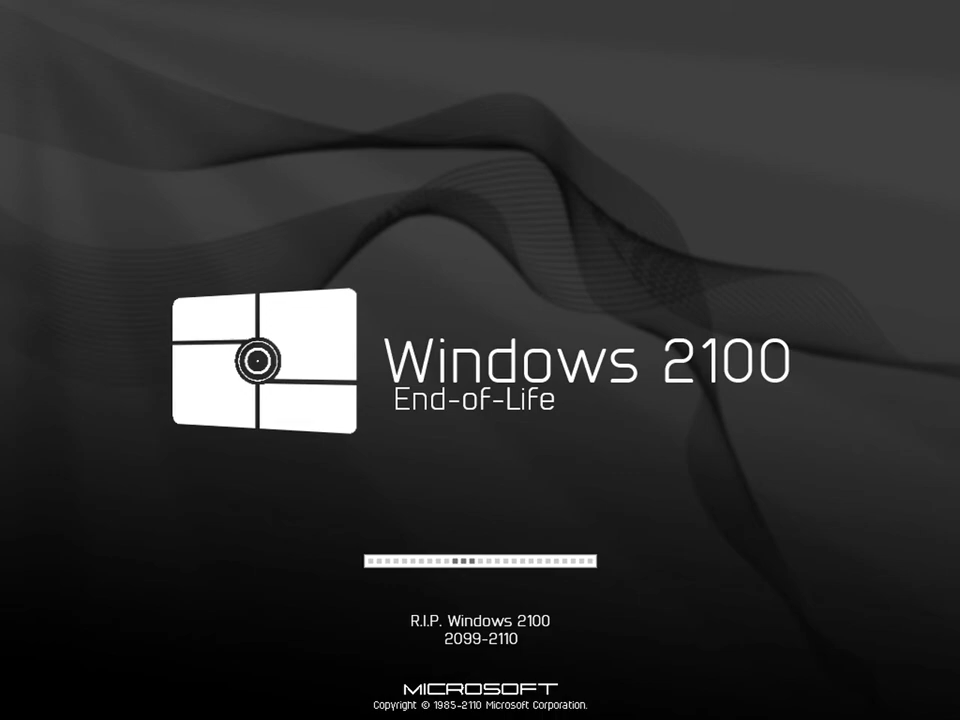 Windows 2100
End-of-Life
R.I.P. Windows 2100
2099-2110
MICROSOFT
Copyright © 1985-2110 Microsoft Corporation.